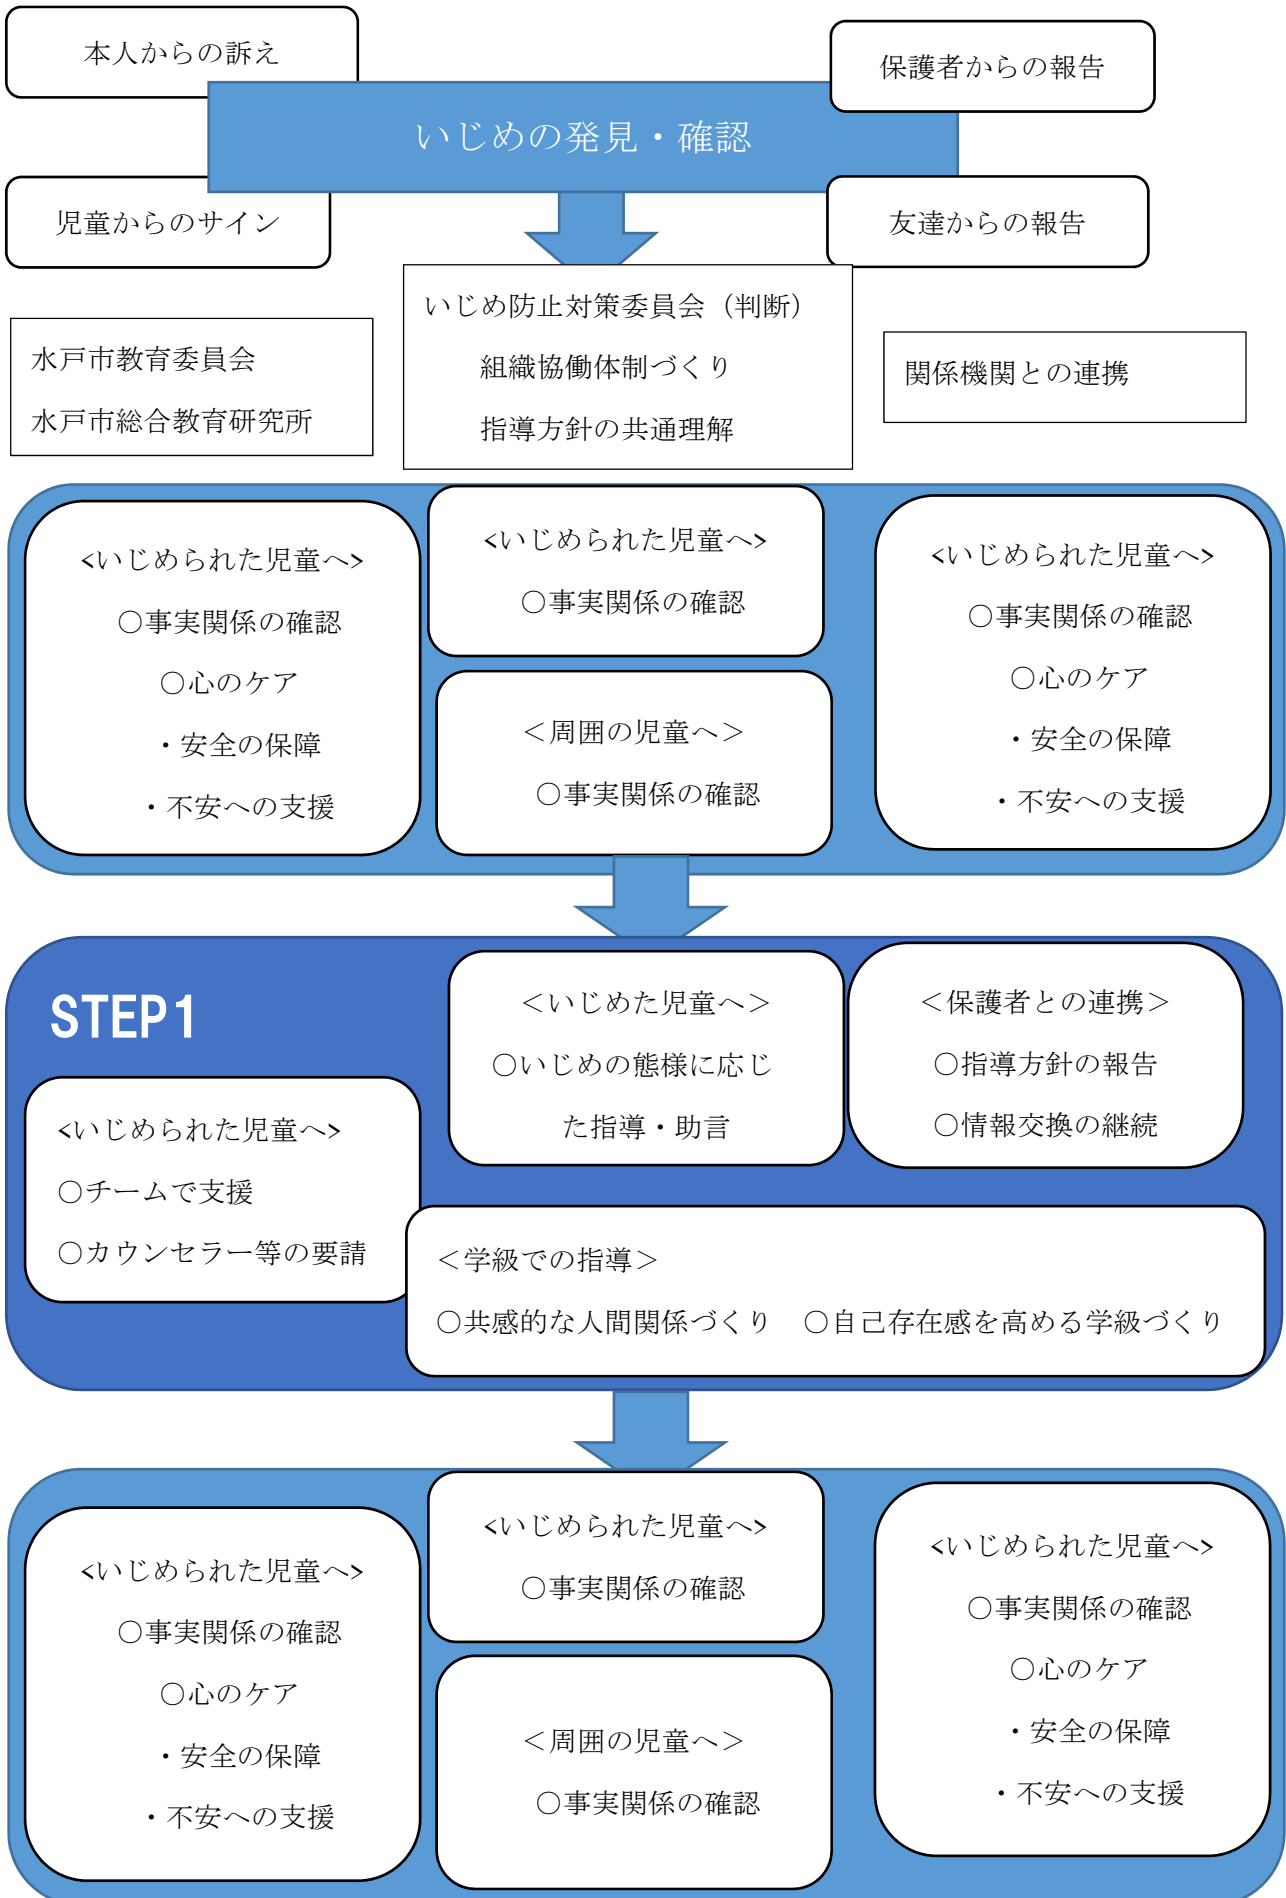 本人からの訴え
保護者からの報告
いじめの発見・確認
児童からのサイン
友達からの報告
水戸市教育委員会
水戸市総合教育研究所
いじめ防止対策委員会（判断）
組織協働体制づくり
指導方針の共通理解
関係機関との連携
<いじめられた児童へ>
○事実関係の確認
○心のケア
・安全の保障
・不安への支援
<いじめられた児童へ>
○事実関係の確認
＜周囲の児童へ＞
○事実関係の確認
<いじめられた児童へ>
○事実関係の確認
○心のケア
・安全の保障
・不安への支援
STEP1
<いじめられた児童へ>
○チームで支援
○カウンセラー等の要請
＜いじめた児童へ＞
○いじめの態様に応じ
た指導・助言
＜保護者との連携＞
○指導方針の報告
○情報交換の継続
＜学級での指導＞
○共感的な人間関係づくり　○自己存在感を高める学級づくり
<いじめられた児童へ>
○事実関係の確認
○心のケア
・安全の保障
・不安への支援
<いじめられた児童へ>
○事実関係の確認
＜周囲の児童へ＞
○事実関係の確認
<いじめられた児童へ>
○事実関係の確認
○心のケア
・安全の保障
・不安への支援